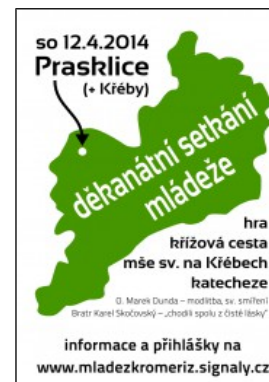 so 12.4.2014
Prasklice
(+ Křéby)
děkanátní setkání
mládeže
hra
křížová cesta
mše sv. na Křébech
katecheze
O. Marek Dunda – modlitba, sv. smíření
Bratr Karel Skočovský – „chodili spolu z čisté lásky"
informace a přihlášky na
www.mladezkromeriz.signaly.cz